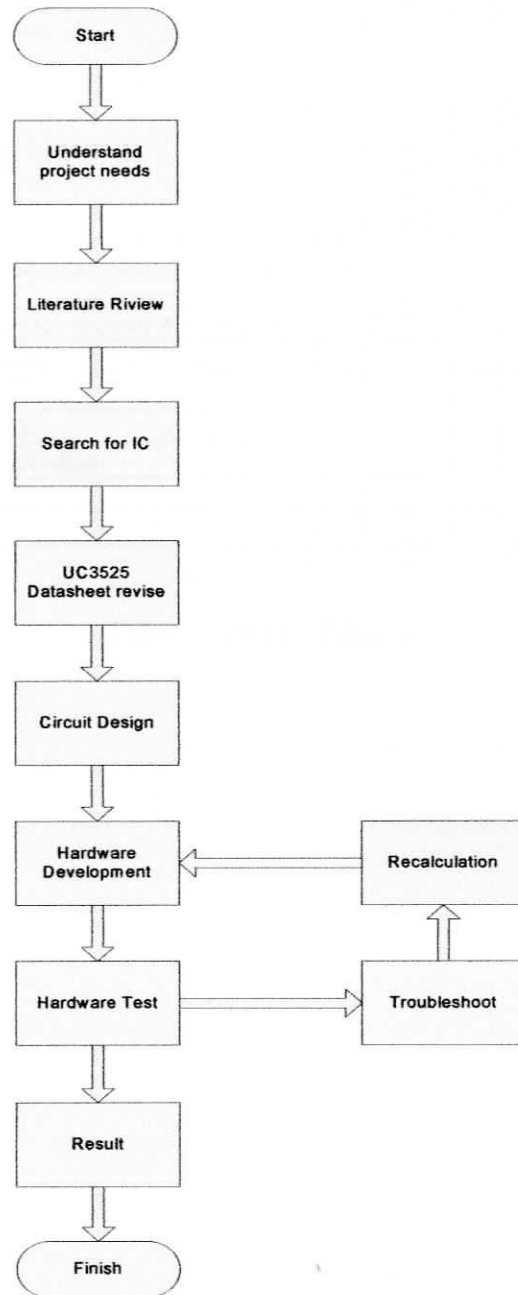 Start
Understand
project needs
Literature Riview
Search for IC
UC3525
Datasheet revise
Circuit Design
Hardware
Development
Recalculation
Hardware Test
Troubleshoot
Result
Finish